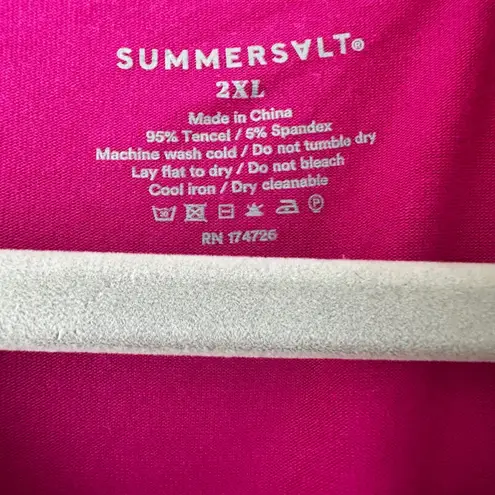 SUMMERSALT®
2XL
Made in China
95% Tencel / 5% Spandex
Machine wash cold / Do not tumble dry
Lay flat to dry / Do not bleach
Cool iron / Dry cleanable
RN 174726